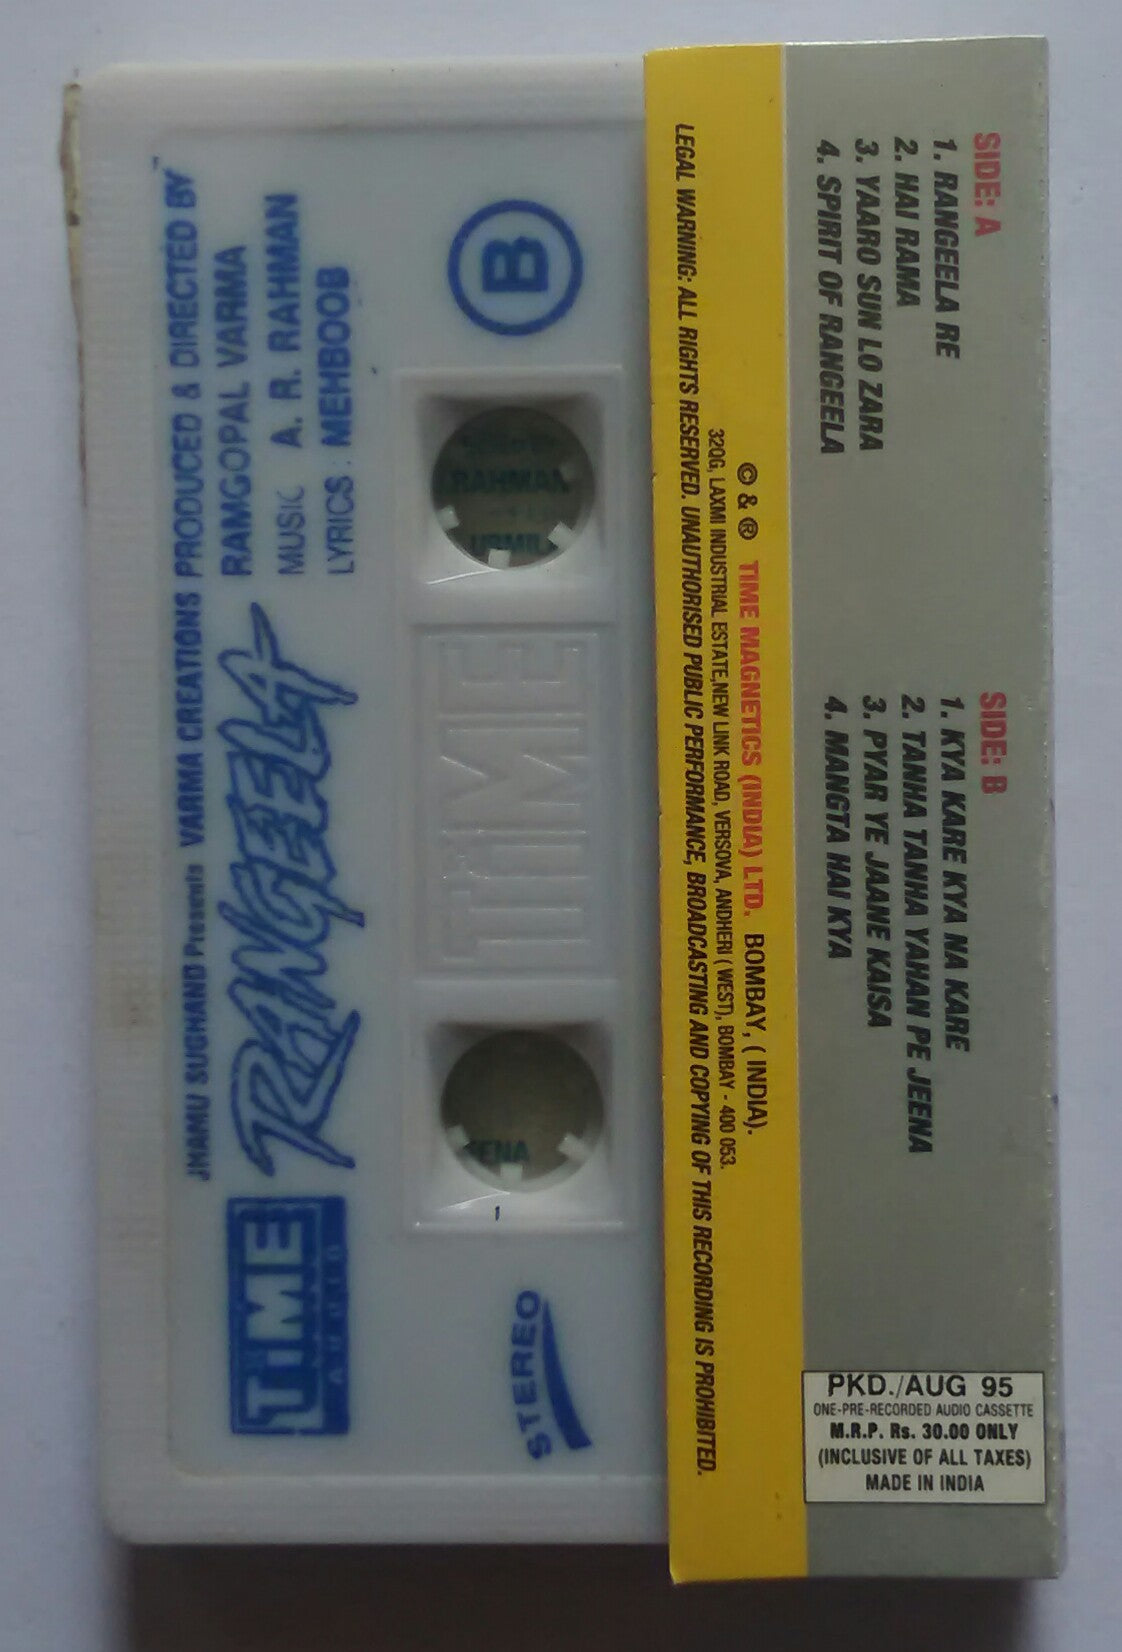 JHAMU SUGHAND Presents VARMA CREATIONS PRODUCED & DIRECTED BY
RANGEELA
RAMGOPAL VARMA
MUSIC A. R. RAHMAN
LYRICS : MEHBOOB
TIME
AUDIO
B
TIME
STEREO
RAHMAN
1
SIDE: A
1. RANGEELA RE
2. HAI RAMA
3. YAARO SUN LO ZARA
4. SPIRIT OF RANGEELA
SIDE: B
1. KYA KARE KYA NA KARE
2. TANHA TANHA YAHAN PE JEENA
3. PYAR YE JAANE KAISA
4. MANGTA HAI KYA
© & ® TIME MAGNETICS (INDIA) LTD. BOMBAY, ( INDIA).
32QG, LAXMI INDUSTRIAL ESTATE,NEW LINK ROAD, VERSOVA, ANDHERI ( WEST), BOMBAY - 400 053.
LEGAL WARNING: ALL RIGHTS RESERVED. UNAUTHORISED PUBLIC PERFORMANCE, BROADCASTING AND COPYING OF THIS RECORDING IS PROHIBITED.
PKD./AUG 95
ONE-PRE-RECORDED AUDIO CASSETTE
M.R.P. Rs. 30.00 ONLY
(INCLUSIVE OF ALL TAXES)
MADE IN INDIA